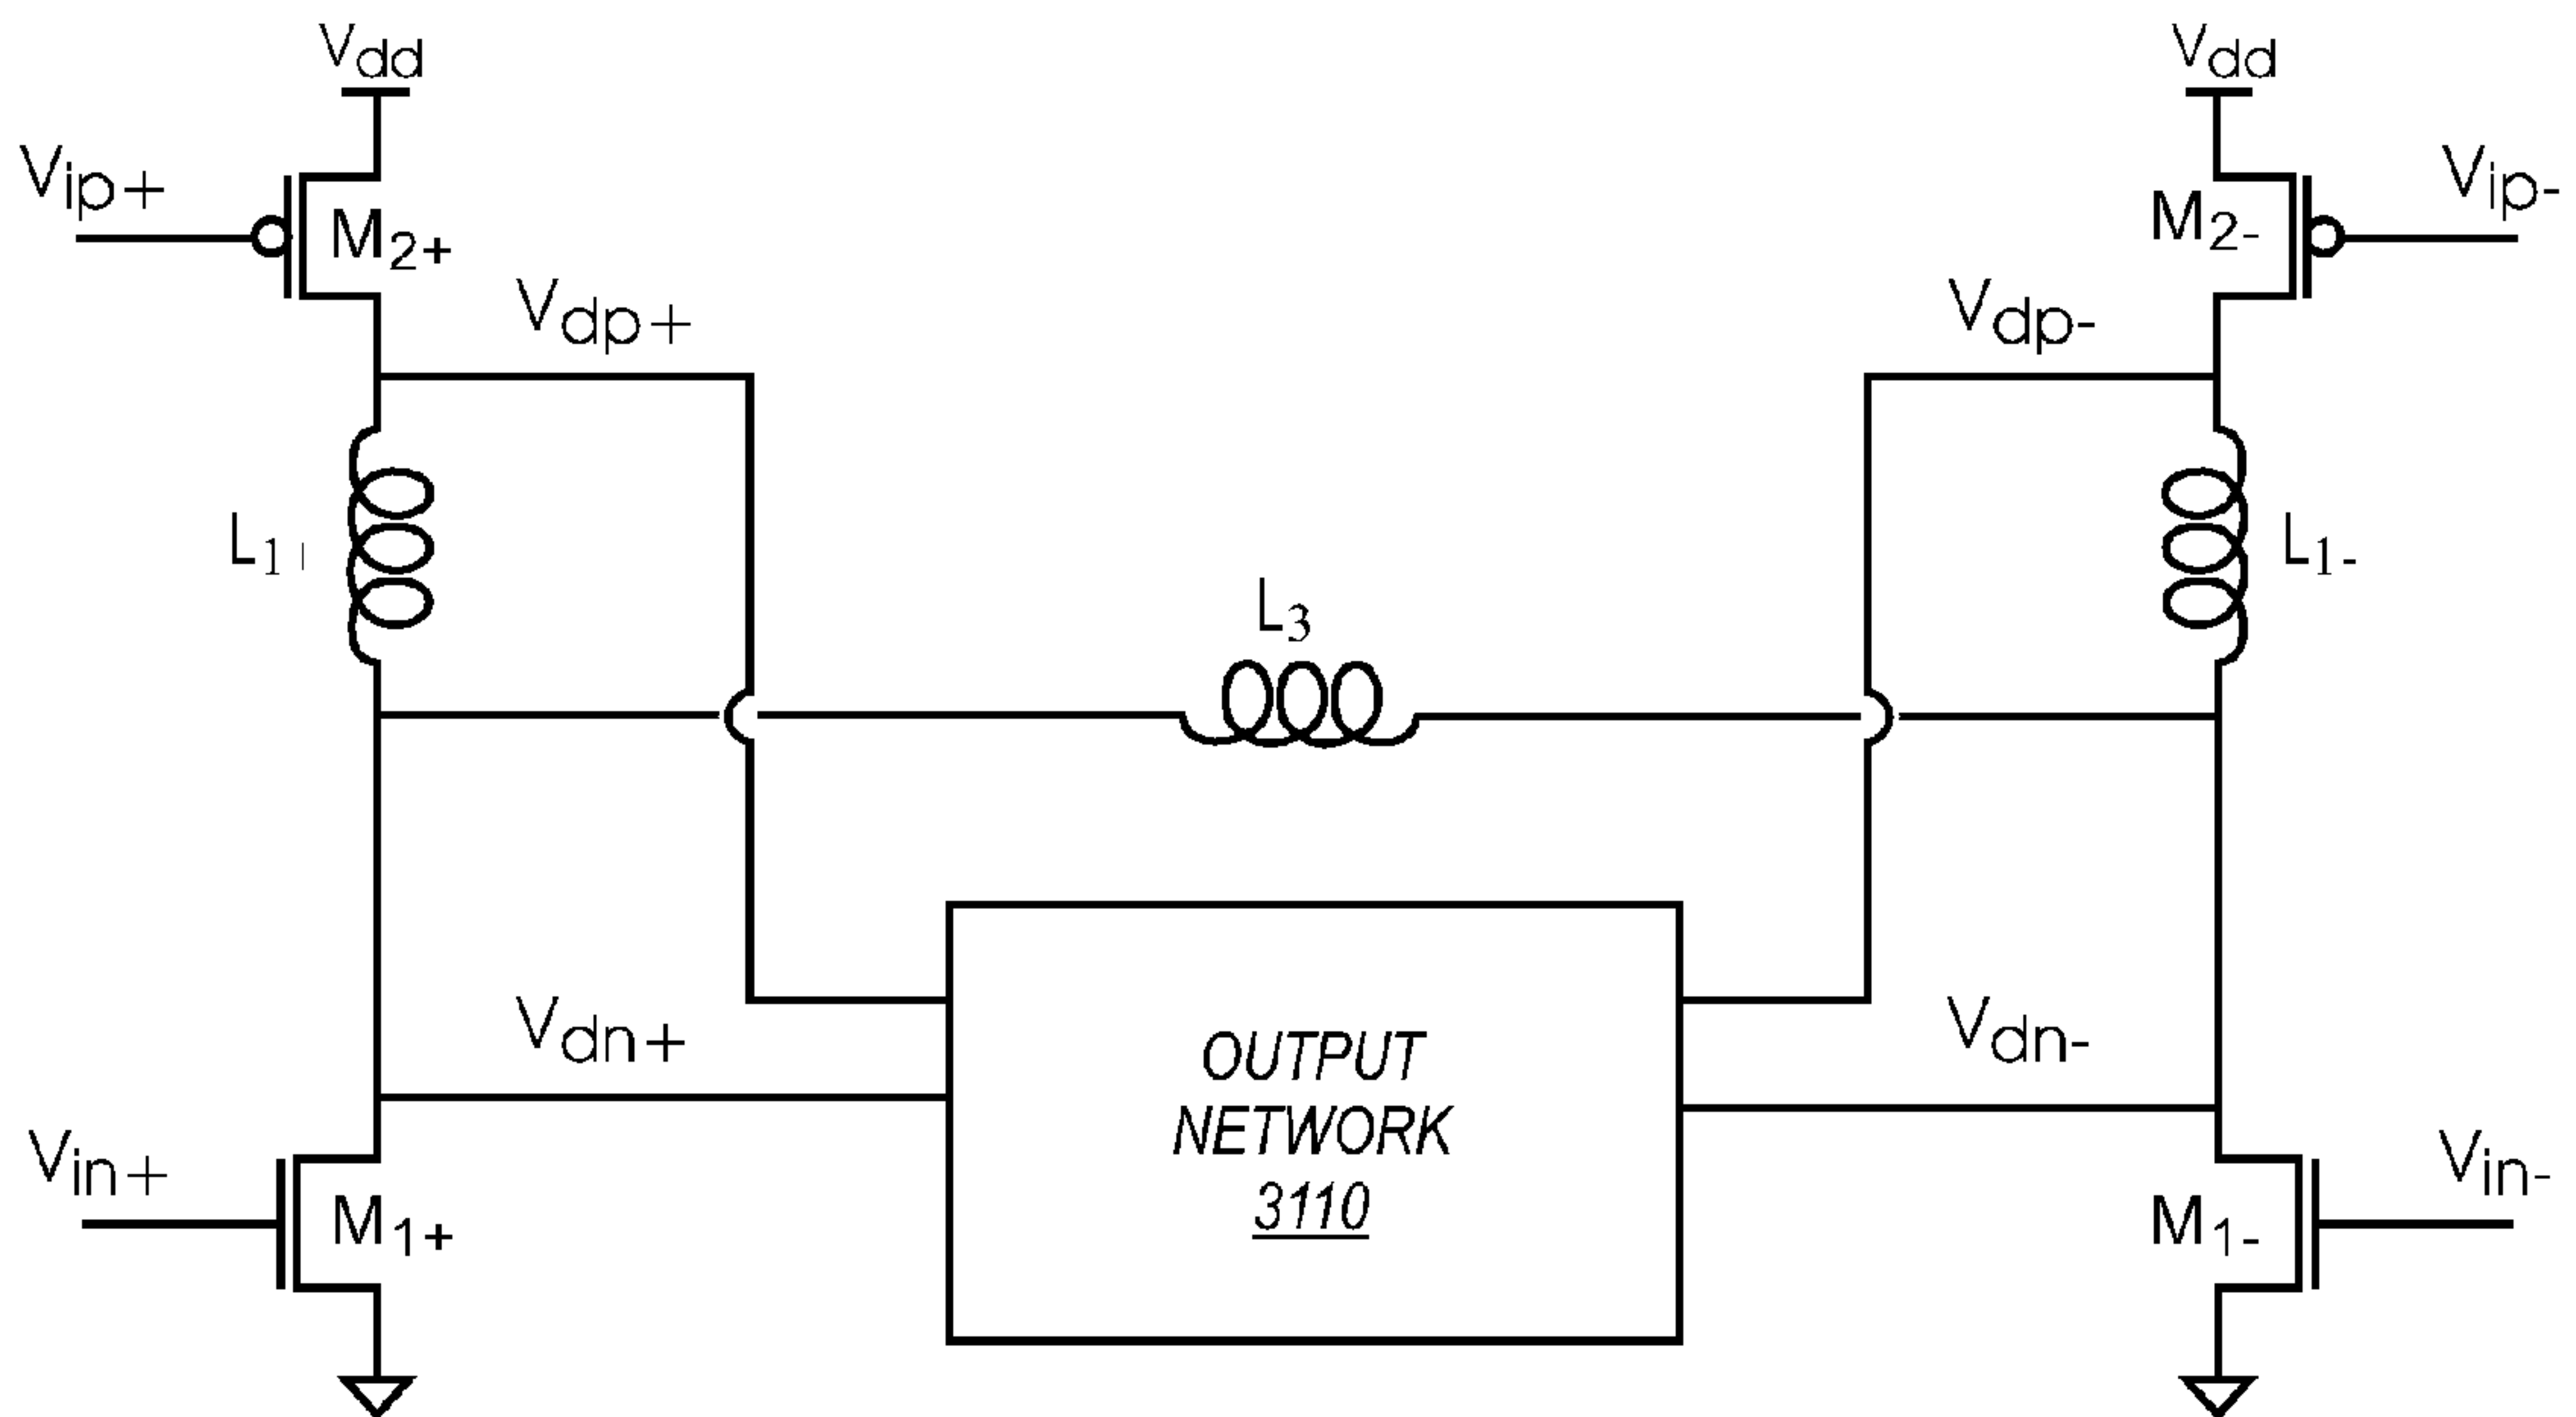 Vdd
Vdd
Vip+
Vip-
M2+
M2-
Vdp+
Vdp-
L1+
L1-
L3
OUTPUT
NETWORK
3110
Vdn+
Vdn-
Vin+
Vin-
M1+
M1-